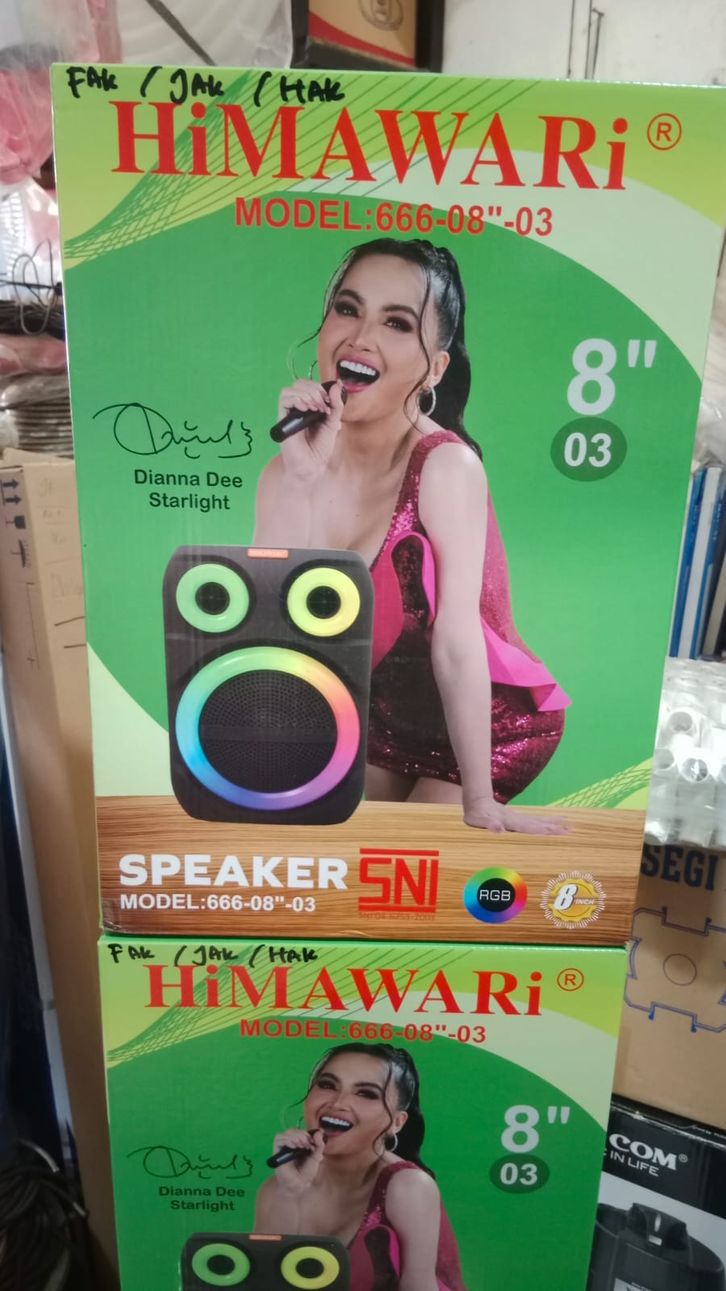 FAK / JAK / HAK
HiMAWARi®
MODEL:666-08"-03
8"
03
Dianna Dee
Starlight
SPEAKER
SNI
MODEL:666-08"-03
RGB
8 INCH
FAK / JAK / HAK
HiMAWARi®
MODEL:666-08"-03
8"
03
Dianna Dee
Starlight
SEGI
COM®
IN LIFE